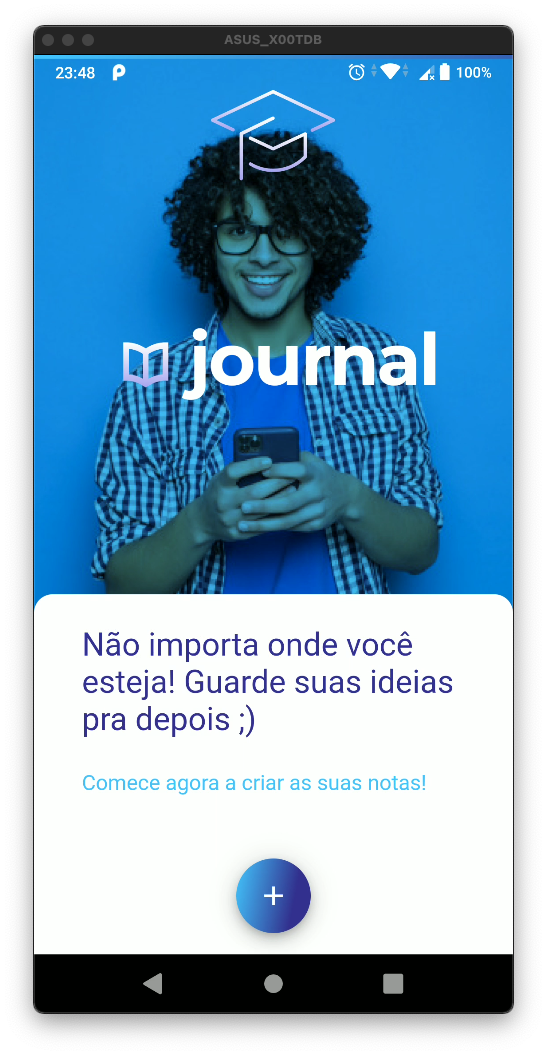 ASUS_X00TDB
23:48
100%
journal
Não importa onde você
esteja! Guarde suas ideias
pra depois ;)
Comece agora a criar as suas notas!
+